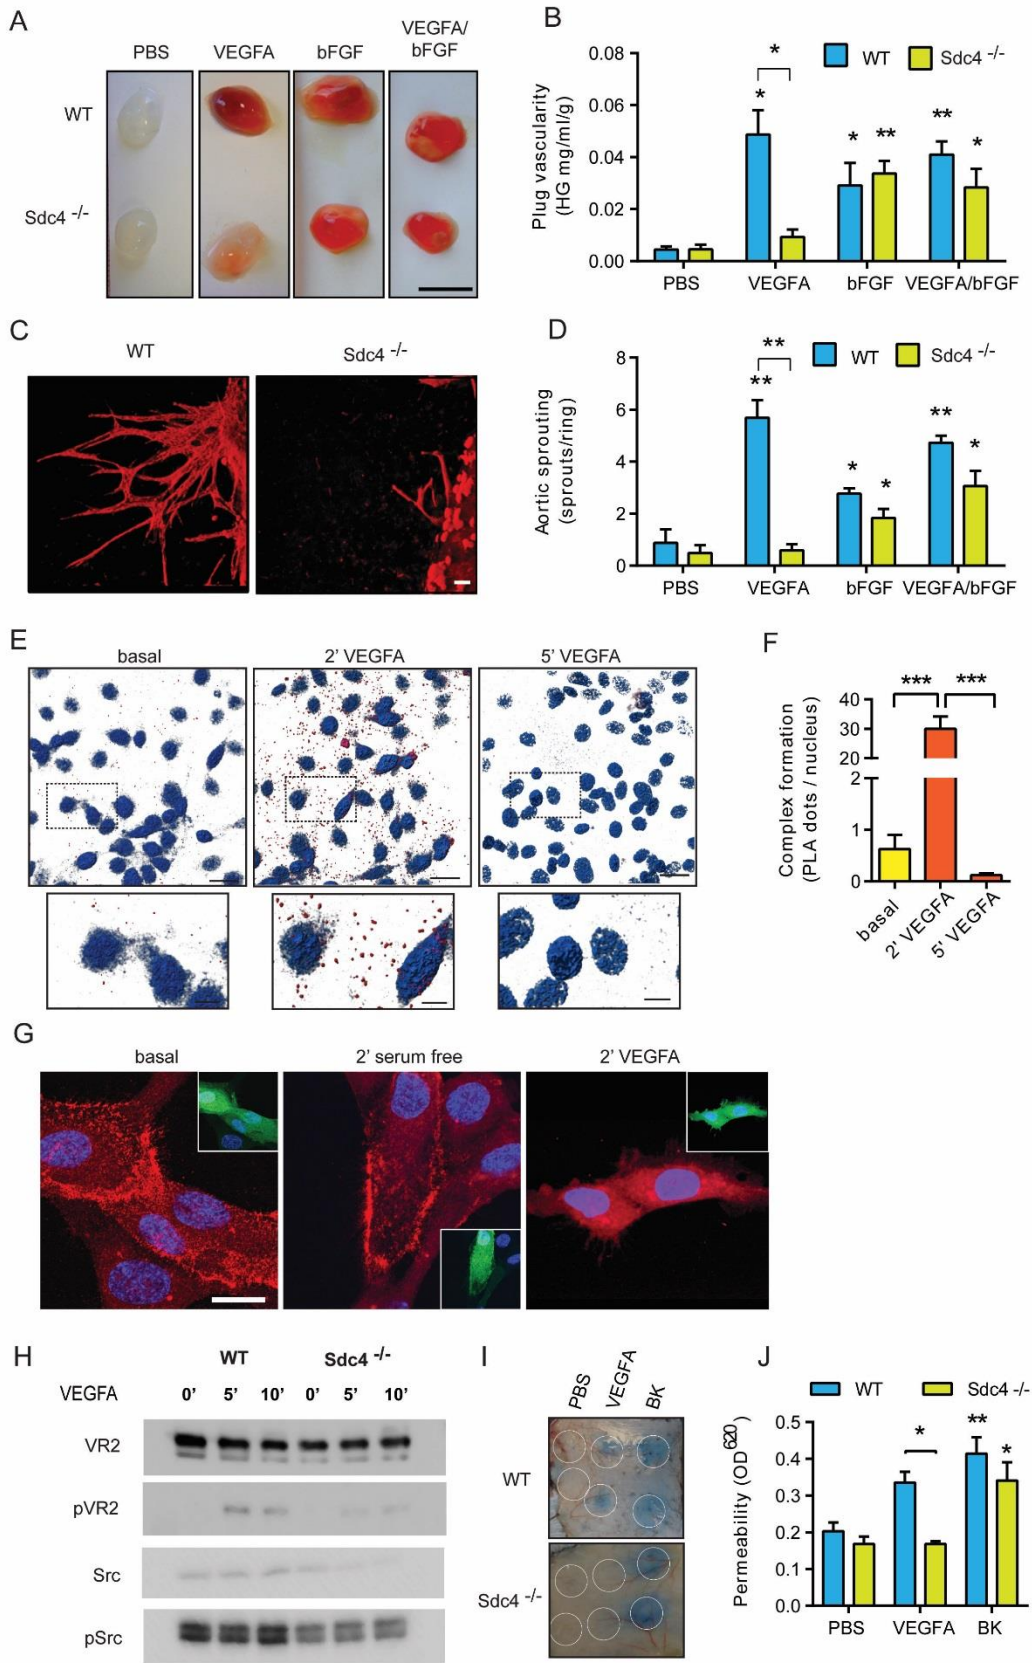 A
PBS VEGFA bFGF VEGFA/
bFGF
WT
Sdc4 -/-
B
WT Sdc4 -/-
Plug vascularity
(HG mg/ml/g)
0.08
0.06
0.04
0.02
0.00
*
*
* **
** *
PBS VEGFA bFGF VEGFA/bFGF
C
WT Sdc4 -/-
D
WT Sdc4 -/-
Aortic sprouting
(sprouts/ring)
8
6
4
2
0
**
**
* *
** *
PBS VEGFA bFGF VEGFA/bFGF
E
basal 2' VEGFA 5' VEGFA
F
Complex formation
(PLA dots / nucleus)
40
30
20
2
1
0
*** ***
basal 2' VEGFA 5' VEGFA
G
basal 2' serum free 2' VEGFA
H
WT Sdc4 -/-
VEGFA 0' 5' 10' 0' 5' 10'
VR2
pVR2
Src
pSrc
I
PBS VEGFA BK
WT
Sdc4 -/-
J
WT Sdc4 -/-
Permeability (OD620)
0.5
0.4
0.3
0.2
0.1
0.0
*
** *
PBS VEGFA BK